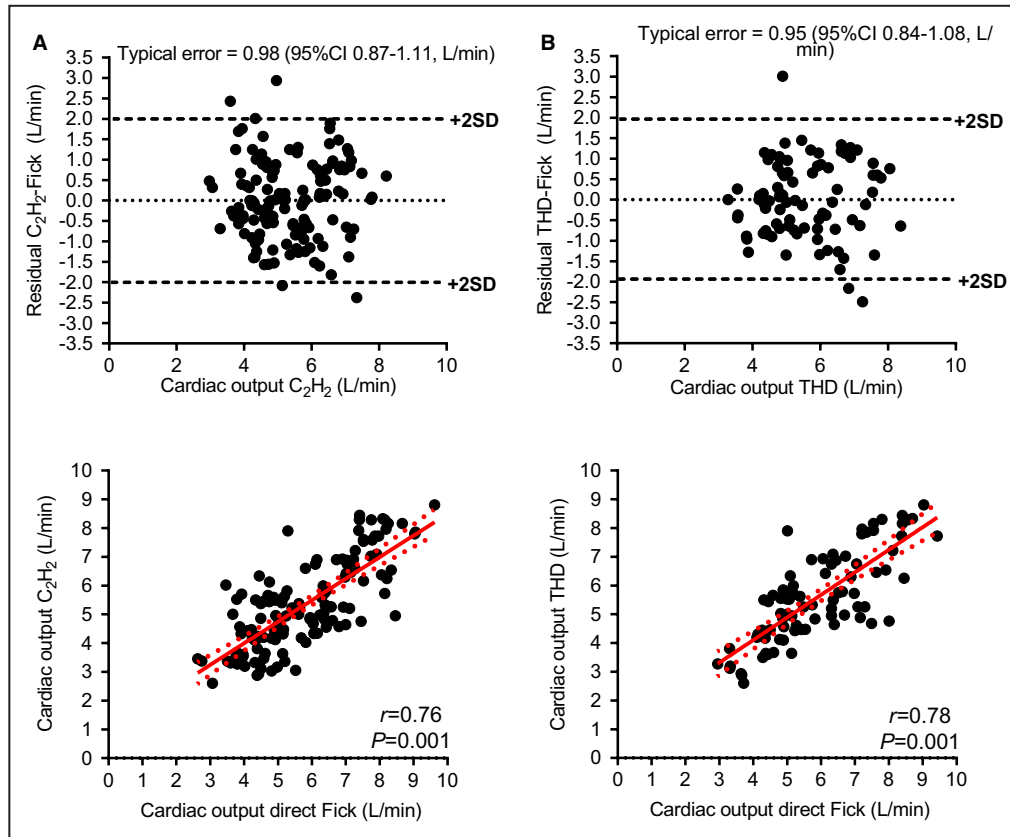 A
Typical error = 0.98 (95%CI 0.87-1.11, L/min)
Residual C₂H₂-Fick (L/min)
3.5
3.0
2.5
2.0
1.5
1.0
0.5
0.0
-0.5
-1.0
-1.5
-2.0
-2.5
-3.0
-3.5
+2SD
+2SD
0 2 4 6 8 10
Cardiac output C₂H₂ (L/min)
B
Typical error = 0.95 (95%CI 0.84-1.08, L/
min)
Residual THD-Fick (L/min)
3.5
3.0
2.5
2.0
1.5
1.0
0.5
0.0
-0.5
-1.0
-1.5
-2.0
-2.5
-3.0
-3.5
+2SD
+2SD
0 2 4 6 8 10
Cardiac output THD (L/min)
Cardiac output C₂H₂ (L/min)
10
9
8
7
6
5
4
3
2
1
0
r=0.76
P=0.001
0 1 2 3 4 5 6 7 8 9 10
Cardiac output direct Fick (L/min)
Cardiac output THD (L/min)
10
9
8
7
6
5
4
3
2
1
0
r=0.78
P=0.001
0 1 2 3 4 5 6 7 8 9 10
Cardiac output direct Fick (L/min)